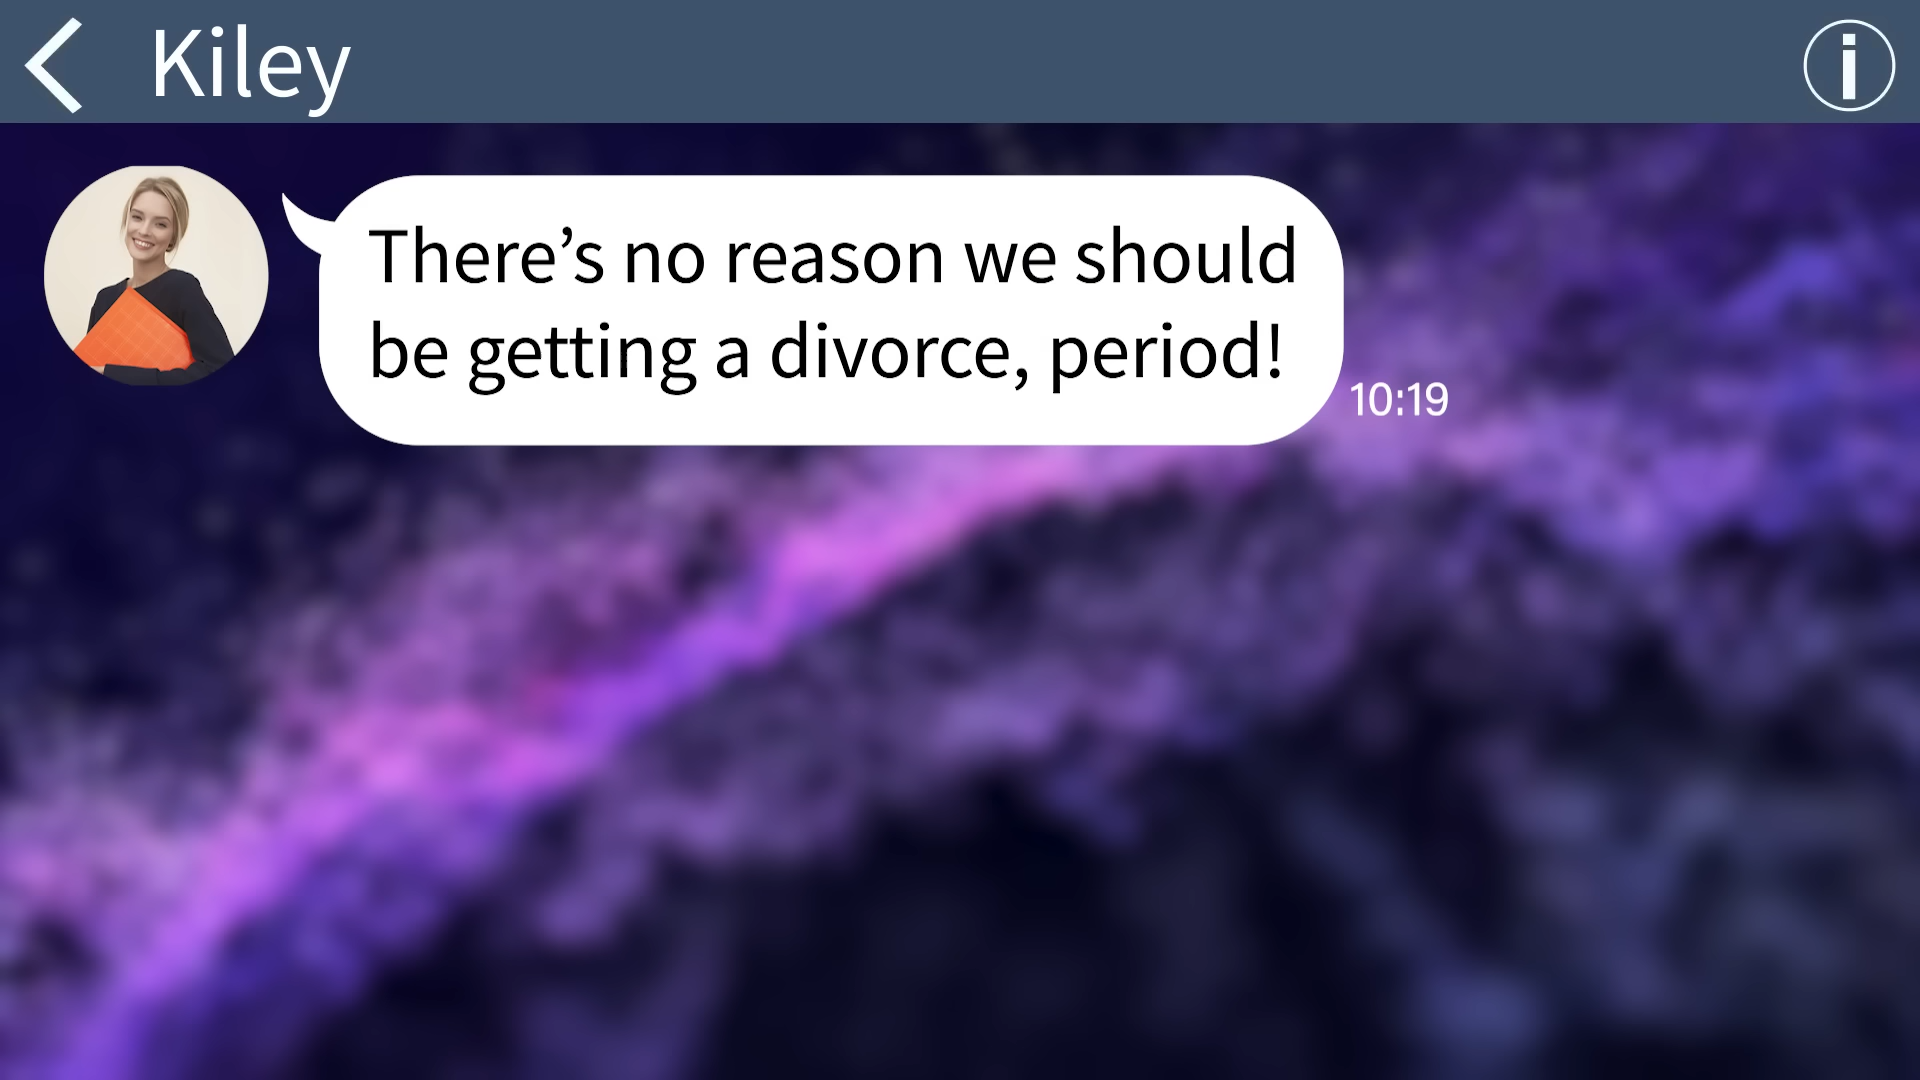 Kiley
There’s no reason we should
be getting a divorce, period!
10:19